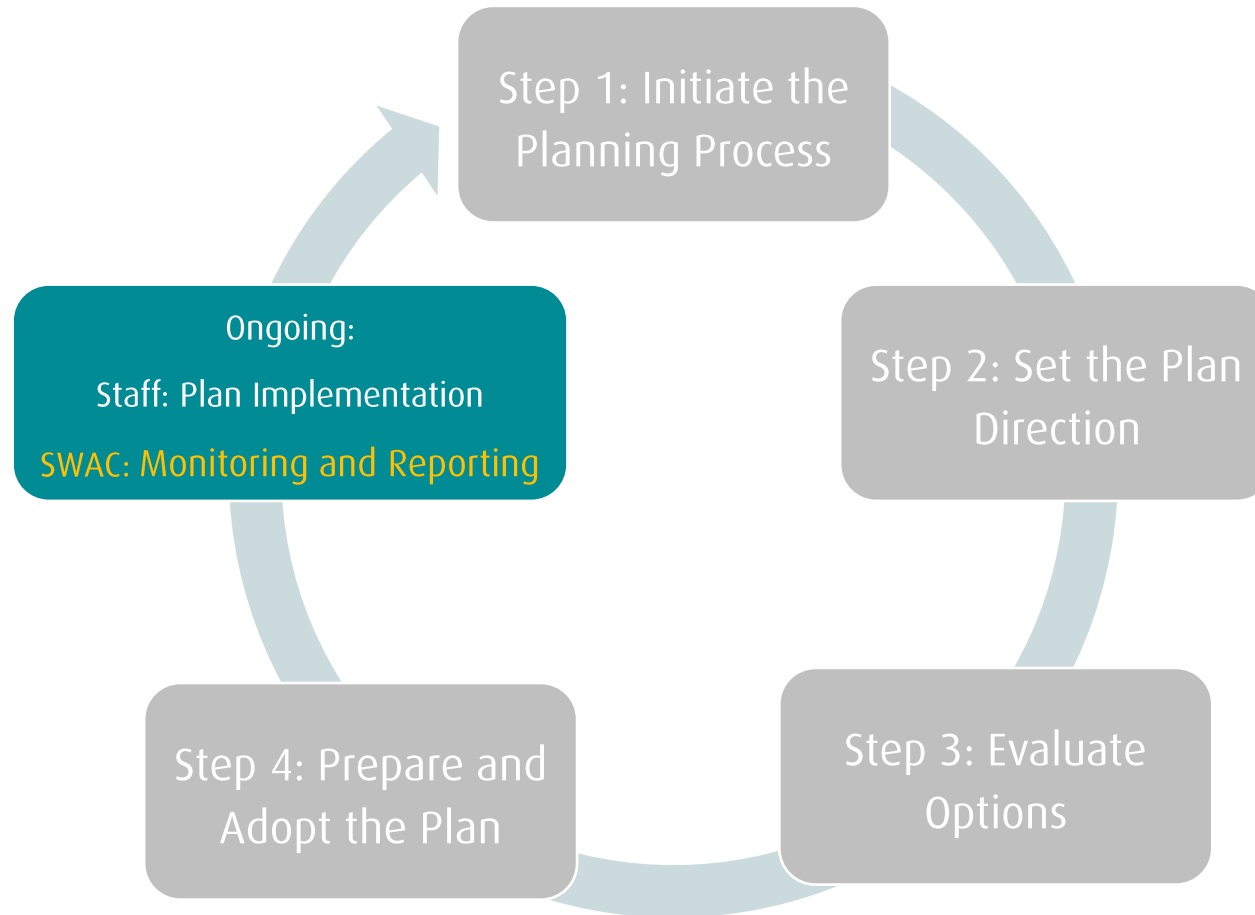 Step 1: Initiate the
Planning Process
Step 2: Set the Plan
Direction
Step 3: Evaluate
Options
Step 4: Prepare and
Adopt the Plan
Ongoing:
Staff: Plan Implementation
SWAC: Monitoring and Reporting